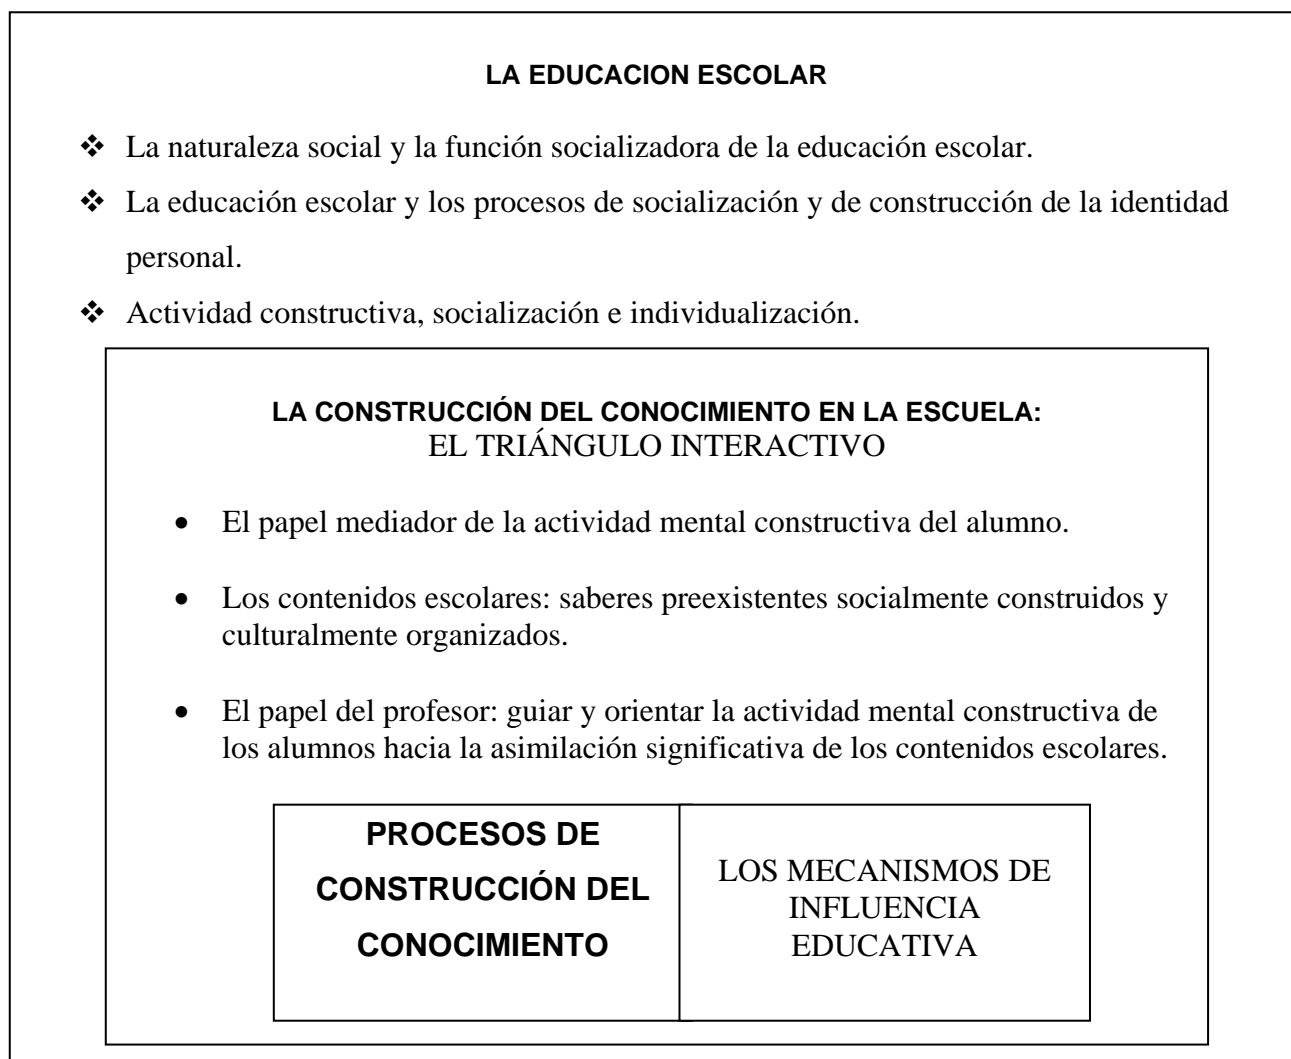 LA EDUCACION ESCOLAR
❖ La naturaleza social y la función socializadora de la educación escolar.
❖ La educación escolar y los procesos de socialización y de construcción de la identidad
personal.
❖ Actividad constructiva, socialización e individualización.
LA CONSTRUCCIÓN DEL CONOCIMIENTO EN LA ESCUELA:
EL TRIÁNGULO INTERACTIVO
• El papel mediador de la actividad mental constructiva del alumno.
• Los contenidos escolares: saberes preexistentes socialmente construidos y
culturalmente organizados.
• El papel del profesor: guiar y orientar la actividad mental constructiva de
los alumnos hacia la asimilación significativa de los contenidos escolares.
PROCESOS DE
CONSTRUCCIÓN DEL
CONOCIMIENTO
LOS MECANISMOS DE
INFLUENCIA
EDUCATIVA